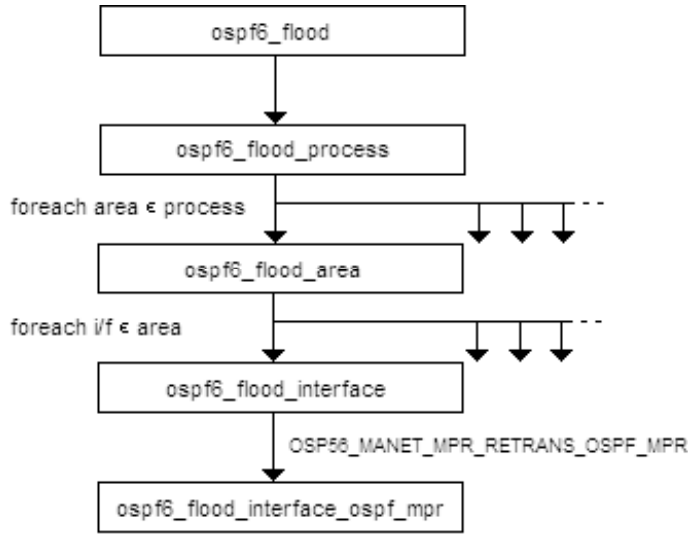 ospf6_flood
ospf6_flood_process
foreach area ϵ process
ospf6_flood_area
foreach i/f ϵ area
ospf6_flood_interface
OSP56_MANET_MPR_RETRANS_OSPF_MPR
ospf6_flood_interface_ospf_mpr